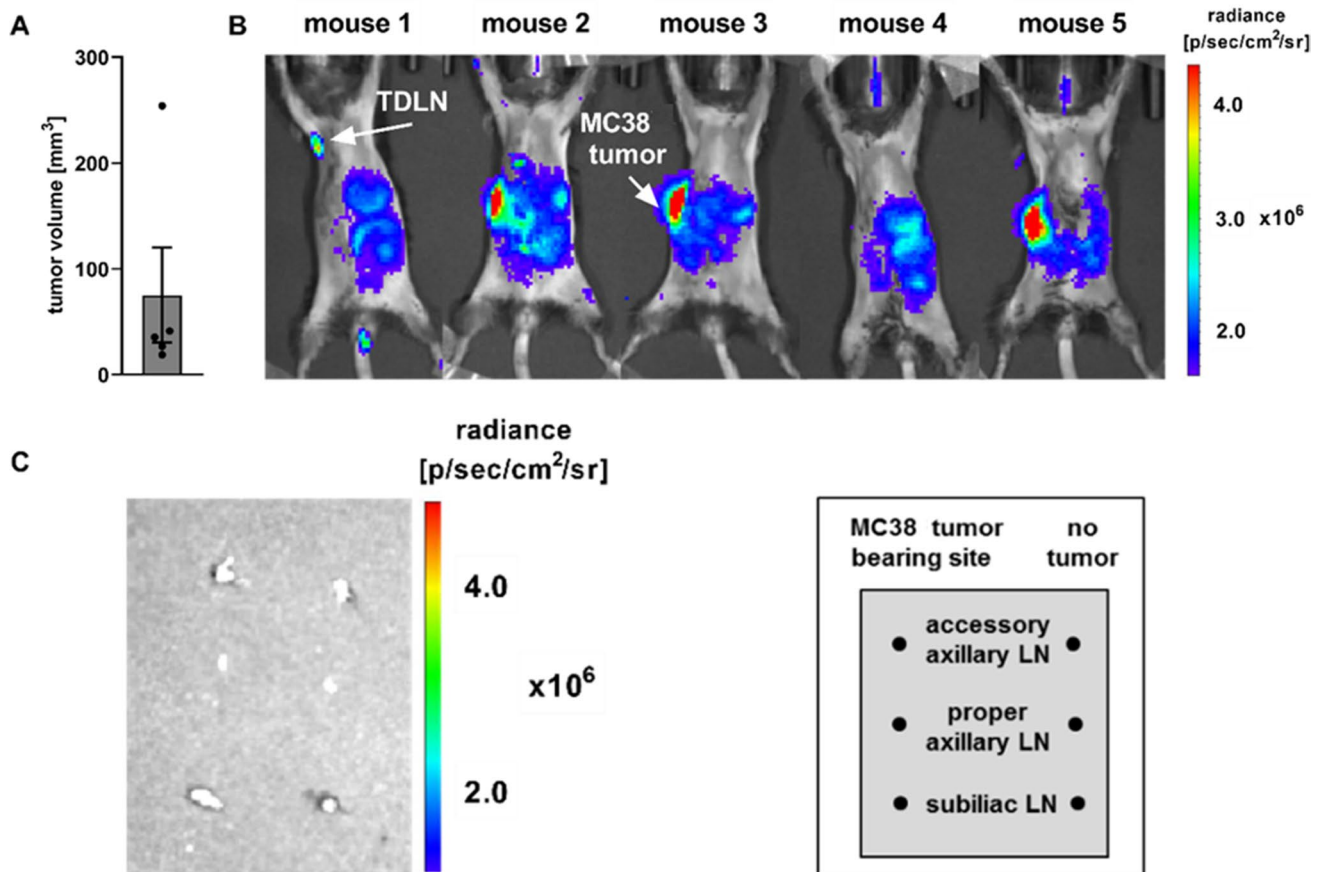 A
300
200
100
0
tumor volume [mm³]
B
mouse 1
mouse 2
mouse 3
mouse 4
mouse 5
TDLN
MC38
tumor
radiance
[p/sec/cm²/sr]
4.0
3.0
x10⁶
2.0
C
radiance
[p/sec/cm²/sr]
4.0
x10⁶
2.0
MC38 tumor
bearing site
no
tumor
accessory
axillary LN
proper
axillary LN
subiliac LN